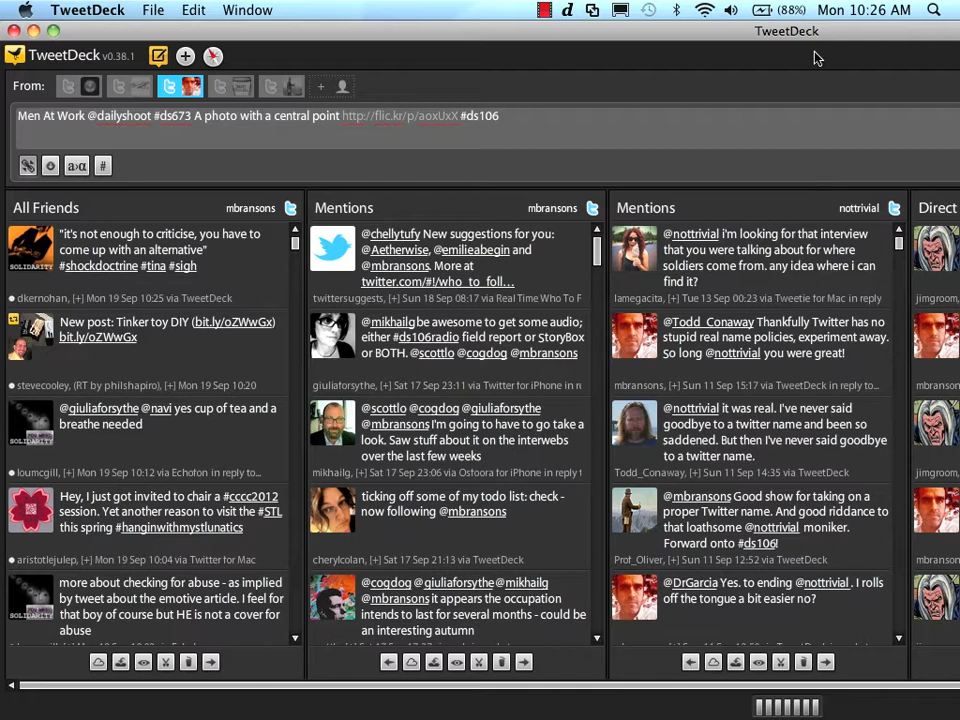 TweetDeck File Edit Window (88%) Mon 10:26 AM
TweetDeck
TweetDeck v0.38.1
From:
Men At Work @dailyshoot #ds673 A photo with a central point http://flic.kr/p/aoxUxX #ds106
a›α #
All Friends mbransons
"it's not enough to criticise, you have to
come up with an alternative"
#shockdoctrine #tina #sigh
dkernohan, [+] Mon 19 Sep 10:25 via TweetDeck
New post: Tinker toy DIY (bit.ly/oZWwGx)
bit.ly/oZWwGx
stevecooley, (RT by philshapiro), [+] Mon 19 Sep 10:20
@giuliaforsythe @navi yes cup of tea and a
breathe needed
loumcgill, [+] Mon 19 Sep 10:12 via Echofon in reply to...
Hey, I just got invited to chair a #cccc2012
session. Yet another reason to visit the #STL
this spring #hanginwithmystlunatics
aristotlejulep, [+] Mon 19 Sep 10:09 via Twitter for Mac
more about checking for abuse - as implied
by tweet about the emotive article. I feel for
that boy of course but HE is not a cover for
abuse
Mentions mbransons
@chellytufy New suggestions for you:
@Aetherwise, @emilieabegin and
@mbransons. More at
twitter.com/#!/who_to_foll...
twittersuggests, [+] Sun 18 Sep 08:17 via Real Time Who To F
@mikhailg be awesome to get some audio;
either #ds106radio field report or StoryBox
or BOTH. @scottlo @cogdog @mbransons
giuliaforsythe, [+] Sat 17 Sep 23:11 via Twitter for iPhone in r
@scottlo @cogdog @giuliaforsythe
@mbransons I'm going to have to go take a
look. Saw stuff about it on the interwebs
over the last few weeks
mikhailg, [+] Sat 17 Sep 23:06 via Osfoora for iPhone in reply t
ticking off some of my todo list: check -
now following @mbransons
cherylcolan, [+] Sat 17 Sep 21:13 via TweetDeck
@cogdog @giuliaforsythe@mikhailg
@mbransons it appears the occupation
intends to last for several months - could be
an interesting autumn
Mentions nottrivial
@nottrivial i'm looking for that interview
that you were talking about for where
soldiers come from. any idea where i can
find it?
lamegacita, [+] Tue 13 Sep 00:23 via Tweetie for Mac in reply
@Todd_Conaway Thankfully Twitter has no
stupid real name policies, experiment away.
So long @nottrivial you were great!
mbransons, [+] Sun 11 Sep 15:17 via TweetDeck in reply to...
@nottrivial it was real. I've never said
goodbye to a twitter name and been so
saddened. But then I've never said goodbye
to a twitter name.
Todd_Conaway, [+] Sun 11 Sep 14:35 via TweetDeck
@mbransons Good show for taking on a
proper Twitter name. And good riddance to
that loathsome @nottrivial moniker.
Forward onto #ds106!
Prof_Oliver, [+] Sun 11 Sep 12:52 via TweetDeck
@DrGarcia Yes. to ending @nottrivial. I rolls
off the tongue a bit easier no?
Direct
jimgroom,
mbransons
jimgroom,
mbransons